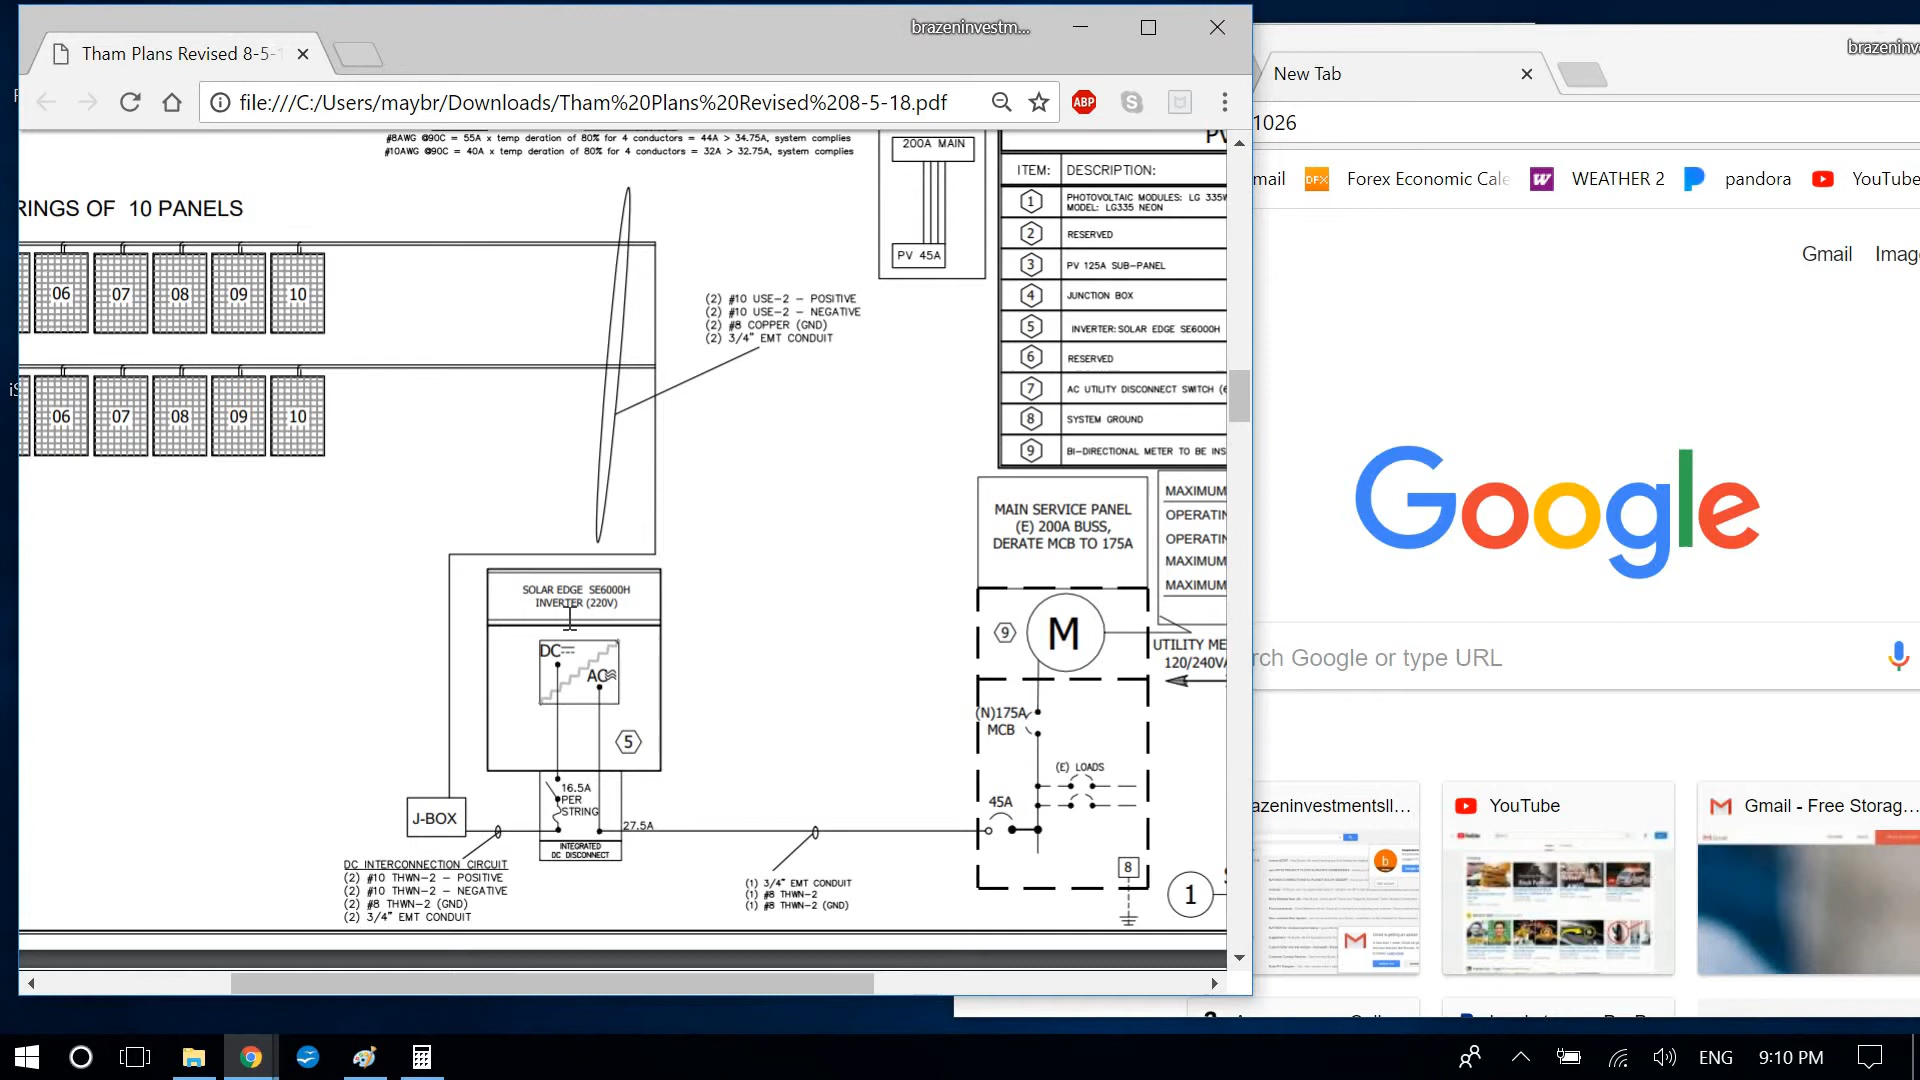 brazeninvestm...
Tham Plans Revised 8-5-1
file:///C:/Users/maybr/Downloads/Tham%20Plans%20Revised%208-5-18.pdf
ABP
#8AWG @90C = 55A x temp deration of 80% for 4 conductors = 44A > 34.75A, system complies
#10AWG @90C = 40A x temp deration of 80% for 4 conductors = 32A > 32.75A, system complies
RINGS OF 10 PANELS
06 07 08 09 10
06 07 08 09 10
(2) #10 USE-2 - POSITIVE
(2) #10 USE-2 - NEGATIVE
(2) #8 COPPER (GND)
(2) 3/4" EMT CONDUIT
200A MAIN
PV 45A
PV
ITEM: DESCRIPTION:
1 PHOTOVOLTAIC MODULES: LG 335W
MODEL: LG335 NEON
2 RESERVED
3 PV 125A SUB-PANEL
4 JUNCTION BOX
5 INVERTER: SOLAR EDGE SE6000H
6 RESERVED
7 AC UTILITY DISCONNECT SWITCH (6
8 SYSTEM GROUND
9 BI-DIRECTIONAL METER TO BE INS
MAIN SERVICE PANEL
(E) 200A BUSS,
DERATE MCB TO 175A
MAXIMUM
OPERATIN
OPERATIN
MAXIMUM
MAXIMUM
9
M
UTILITY ME
120/240VA
(N)175A
MCB
(E) LOADS
45A
8
1
SOLAR EDGE SE6000H
INVERTER (220V)
DC
AC
5
16.5A
PER
STRING
27.5A
INTEGRATED
DC DISCONNECT
J-BOX
DC INTERCONNECTION CIRCUIT
(2) #10 THWN-2 - POSITIVE
(2) #10 THWN-2 - NEGATIVE
(2) #8 THWN-2 (GND)
(2) 3/4" EMT CONDUIT
(1) 3/4" EMT CONDUIT
(1) #8 THWN-2
(1) #8 THWN-2 (GND)
brazeninve
New Tab
1026
mail DFX Forex Economic Cale WEATHER 2 pandora YouTube
Gmail Imag
Google
rch Google or type URL
azeninvestmentsll...
YouTube
Gmail - Free Storag...
ENG 9:10 PM